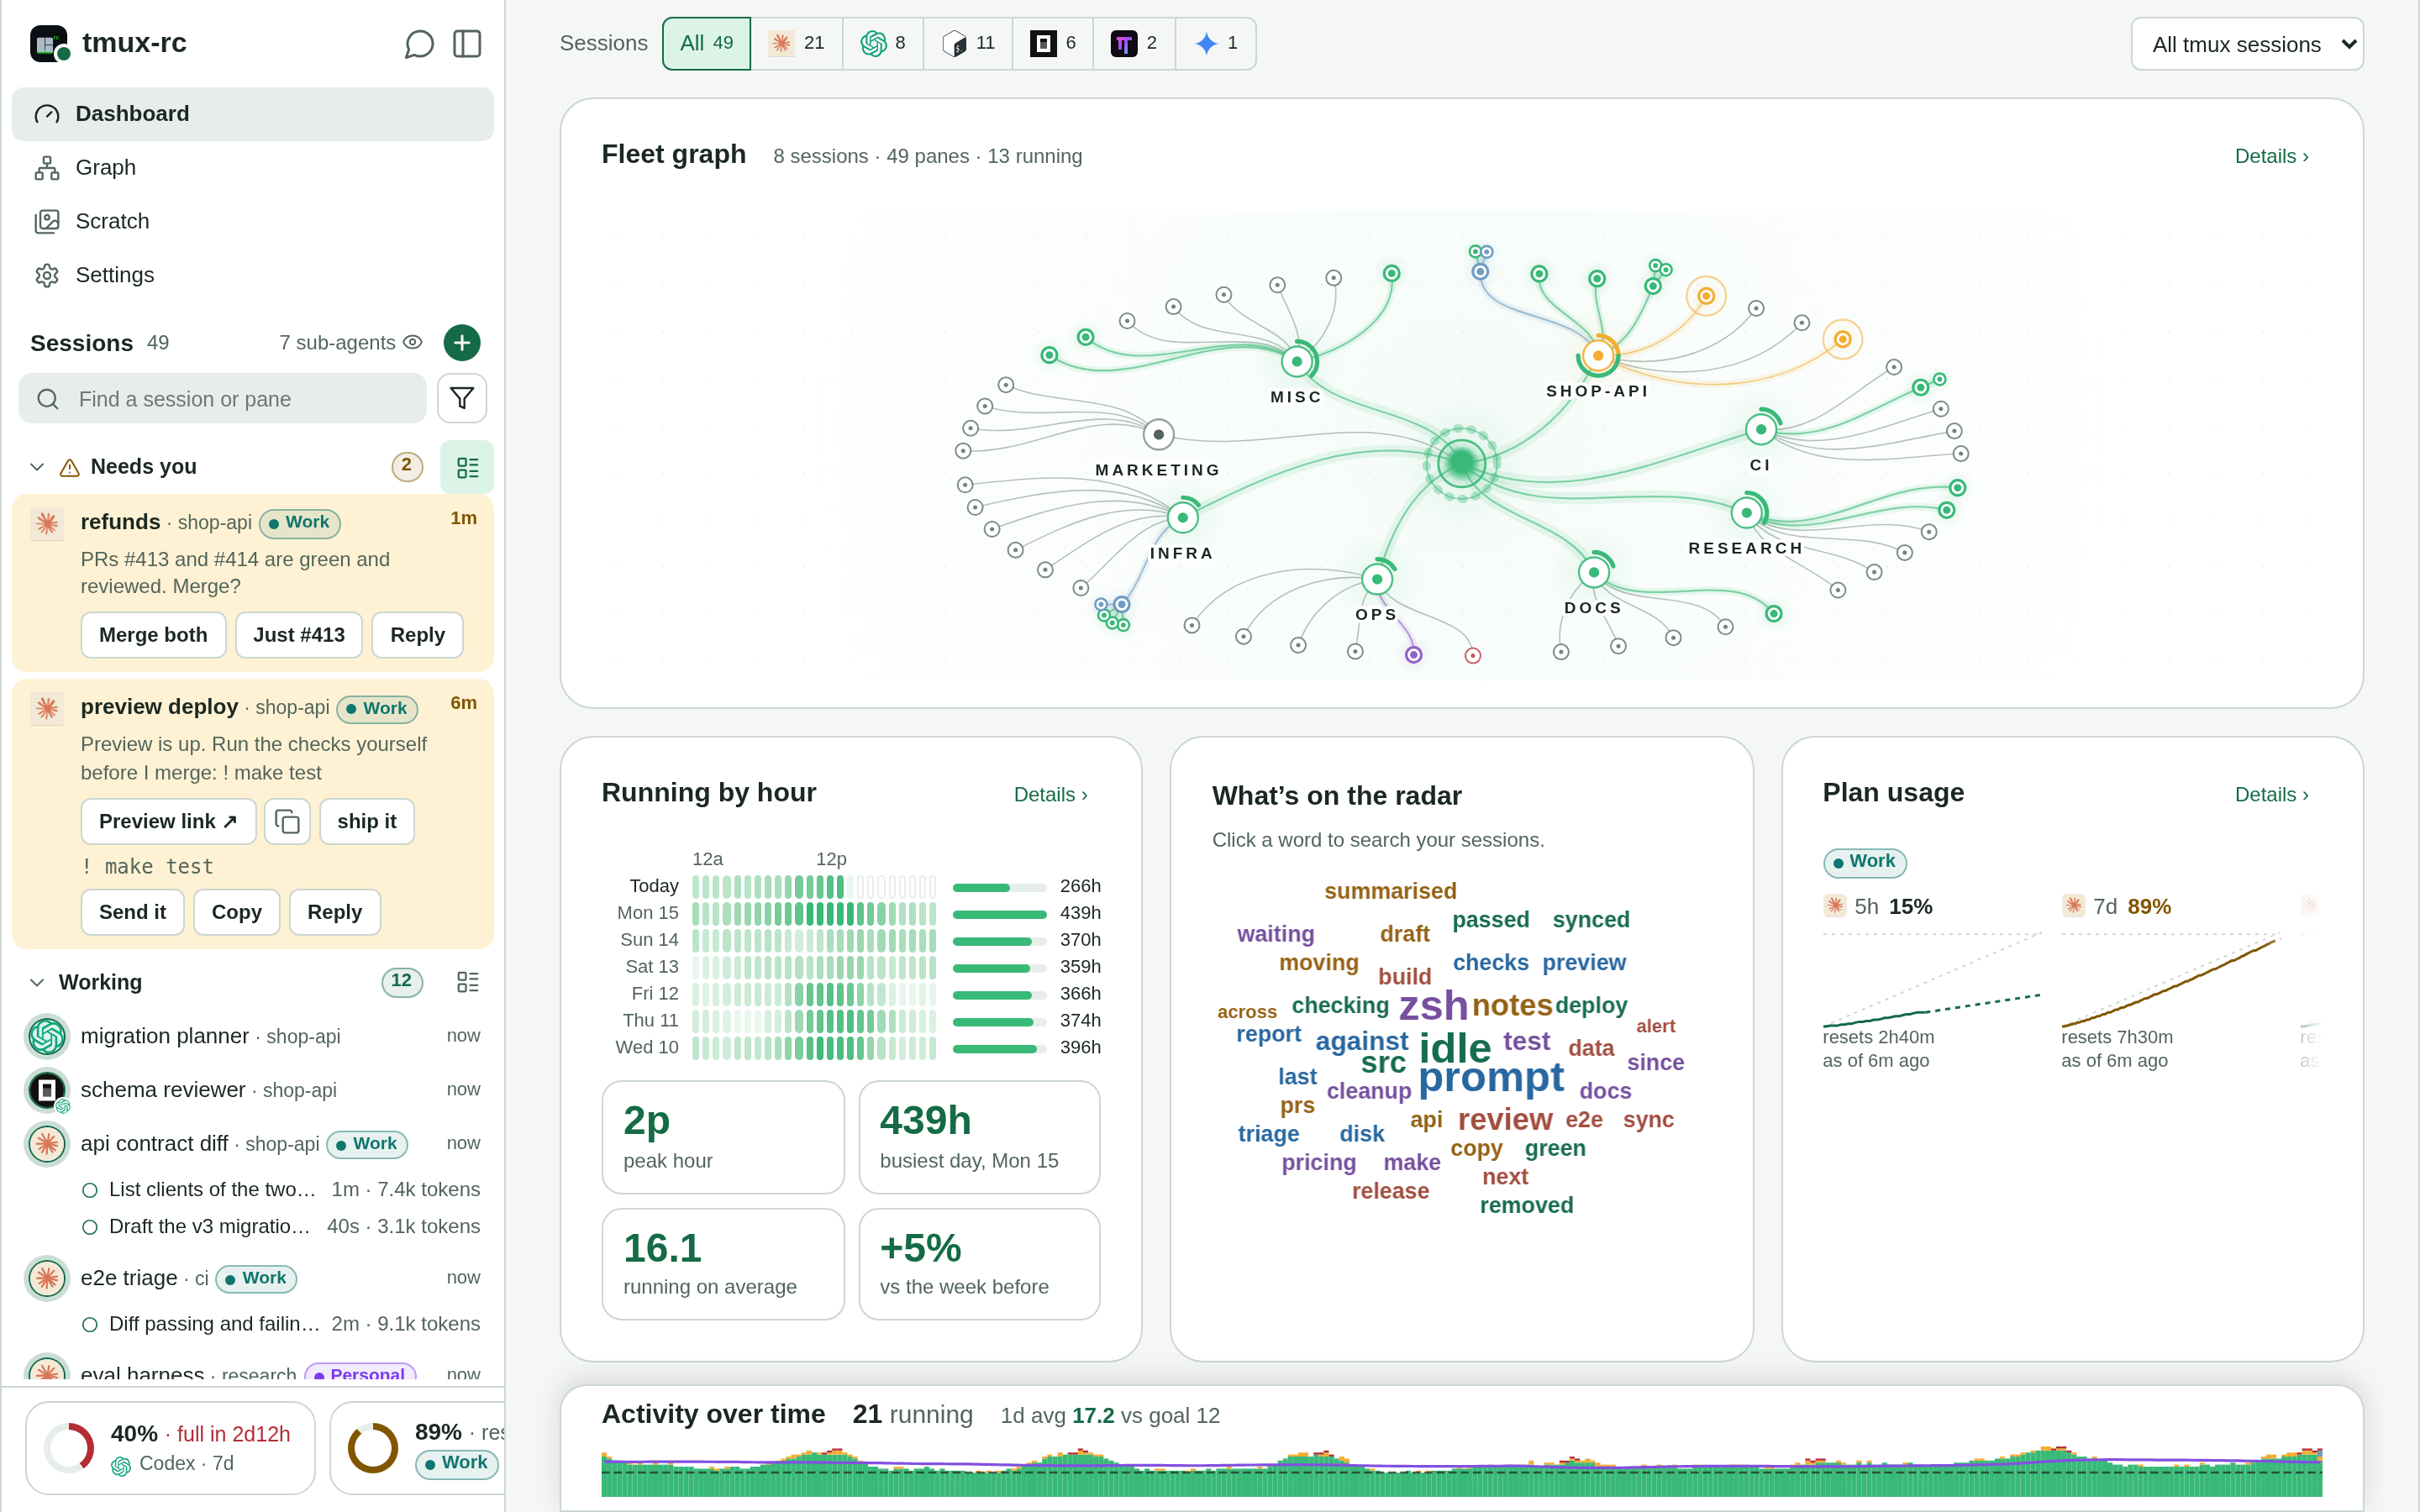 tmux-rc
Dashboard
Graph
Scratch
Settings
Sessions 49 7 sub-agents
Find a session or pane
Needs you 2
refunds · shop-api Work 1m
PRs #413 and #414 are green and
reviewed. Merge?
Merge both Just #413 Reply
preview deploy · shop-api Work 6m
Preview is up. Run the checks yourself
before I merge: ! make test
Preview link ↗ ship it
! make test
Send it Copy Reply
Working 12
migration planner · shop-api now
schema reviewer · shop-api now
api contract diff · shop-api Work now
List clients of the two… 1m · 7.4k tokens
Draft the v3 migratio… 40s · 3.1k tokens
e2e triage · ci Work now
Diff passing and failin… 2m · 9.1k tokens
eval harness · research Personal now
40% · full in 2d12h
Codex · 7d
89% · res
Work
Sessions All 49 21 8 11 6 2 1
All tmux sessions
Fleet graph 8 sessions · 49 panes · 13 running Details ›
MISC
SHOP-API
MARKETING
CI
INFRA
RESEARCH
OPS
DOCS
Running by hour Details ›
12a 12p
Today 266h
Mon 15 439h
Sun 14 370h
Sat 13 359h
Fri 12 366h
Thu 11 374h
Wed 10 396h
2p
peak hour
439h
busiest day, Mon 15
16.1
running on average
+5%
vs the week before
What’s on the radar
Click a word to search your sessions.
summarised
passed synced
waiting draft
moving checks preview
build
across checking zsh notes deploy
report against idle test data alert
src since
last cleanup prompt docs
prs api review e2e sync
triage disk
copy green
pricing make
next
release
removed
Plan usage Details ›
Work
5h 15% 7d 89%
resets 2h40m resets 7h30m
as of 6m ago as of 6m ago
Activity over time 21 running 1d avg 17.2 vs goal 12